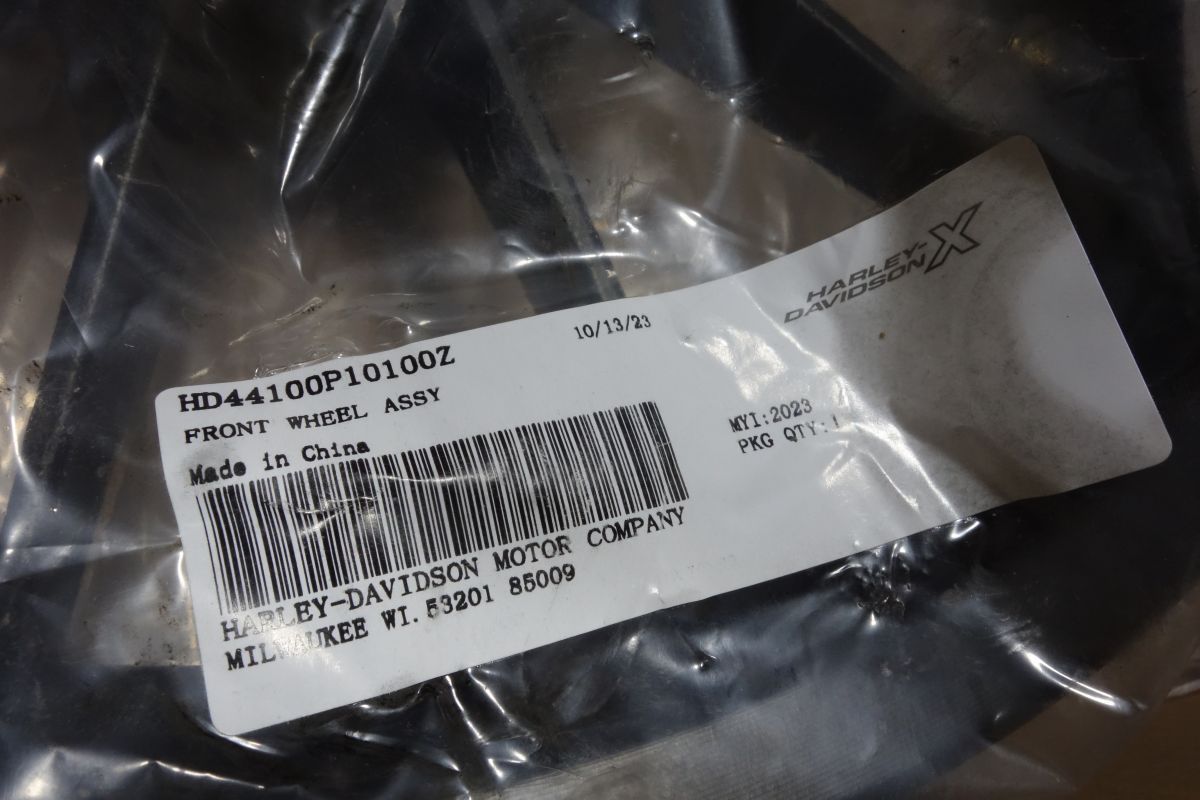 HD44100P10100Z
10/13/23
FRONT WHEEL ASSY
Made in China
HARLEY-DAVIDSON MOTOR COMPANY
MILWAUKEE WI. 53201 85009
MYI:2023
PKG QTY:1
HARLEY-
DAVIDSON X